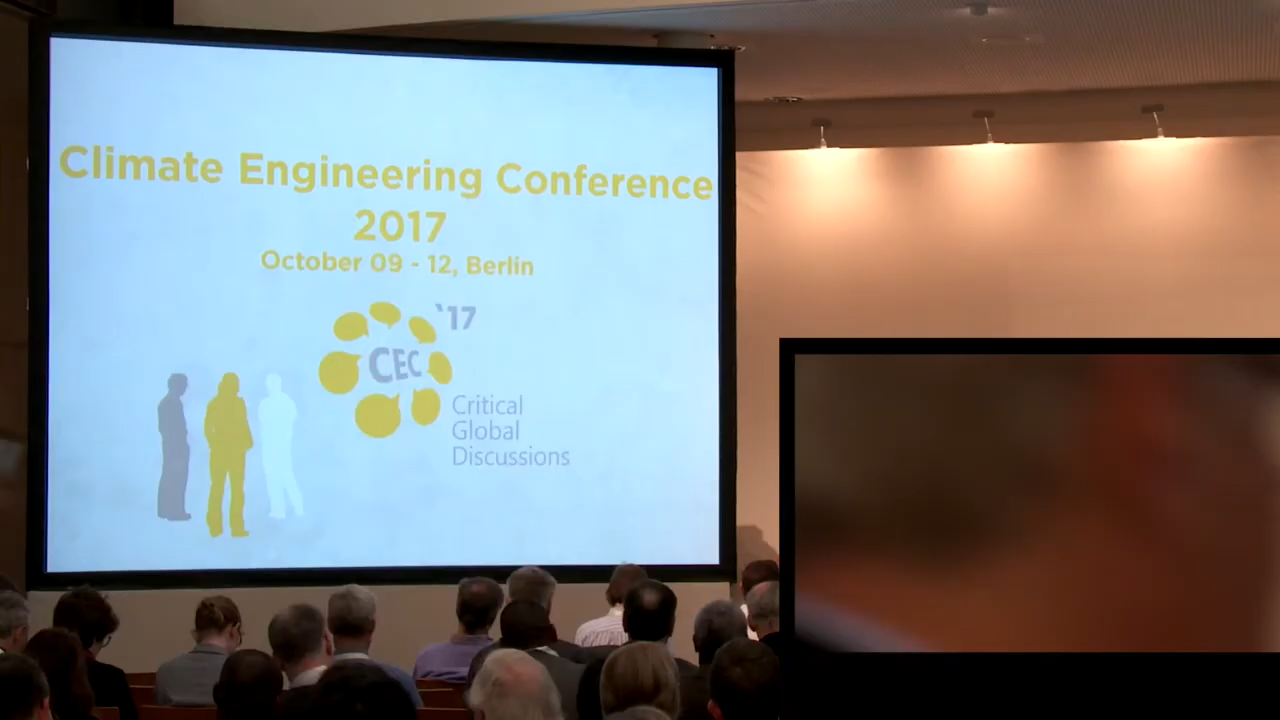 Climate Engineering Conference
2017
October 09 - 12, Berlin
`17
CEC
Critical
Global
Discussions